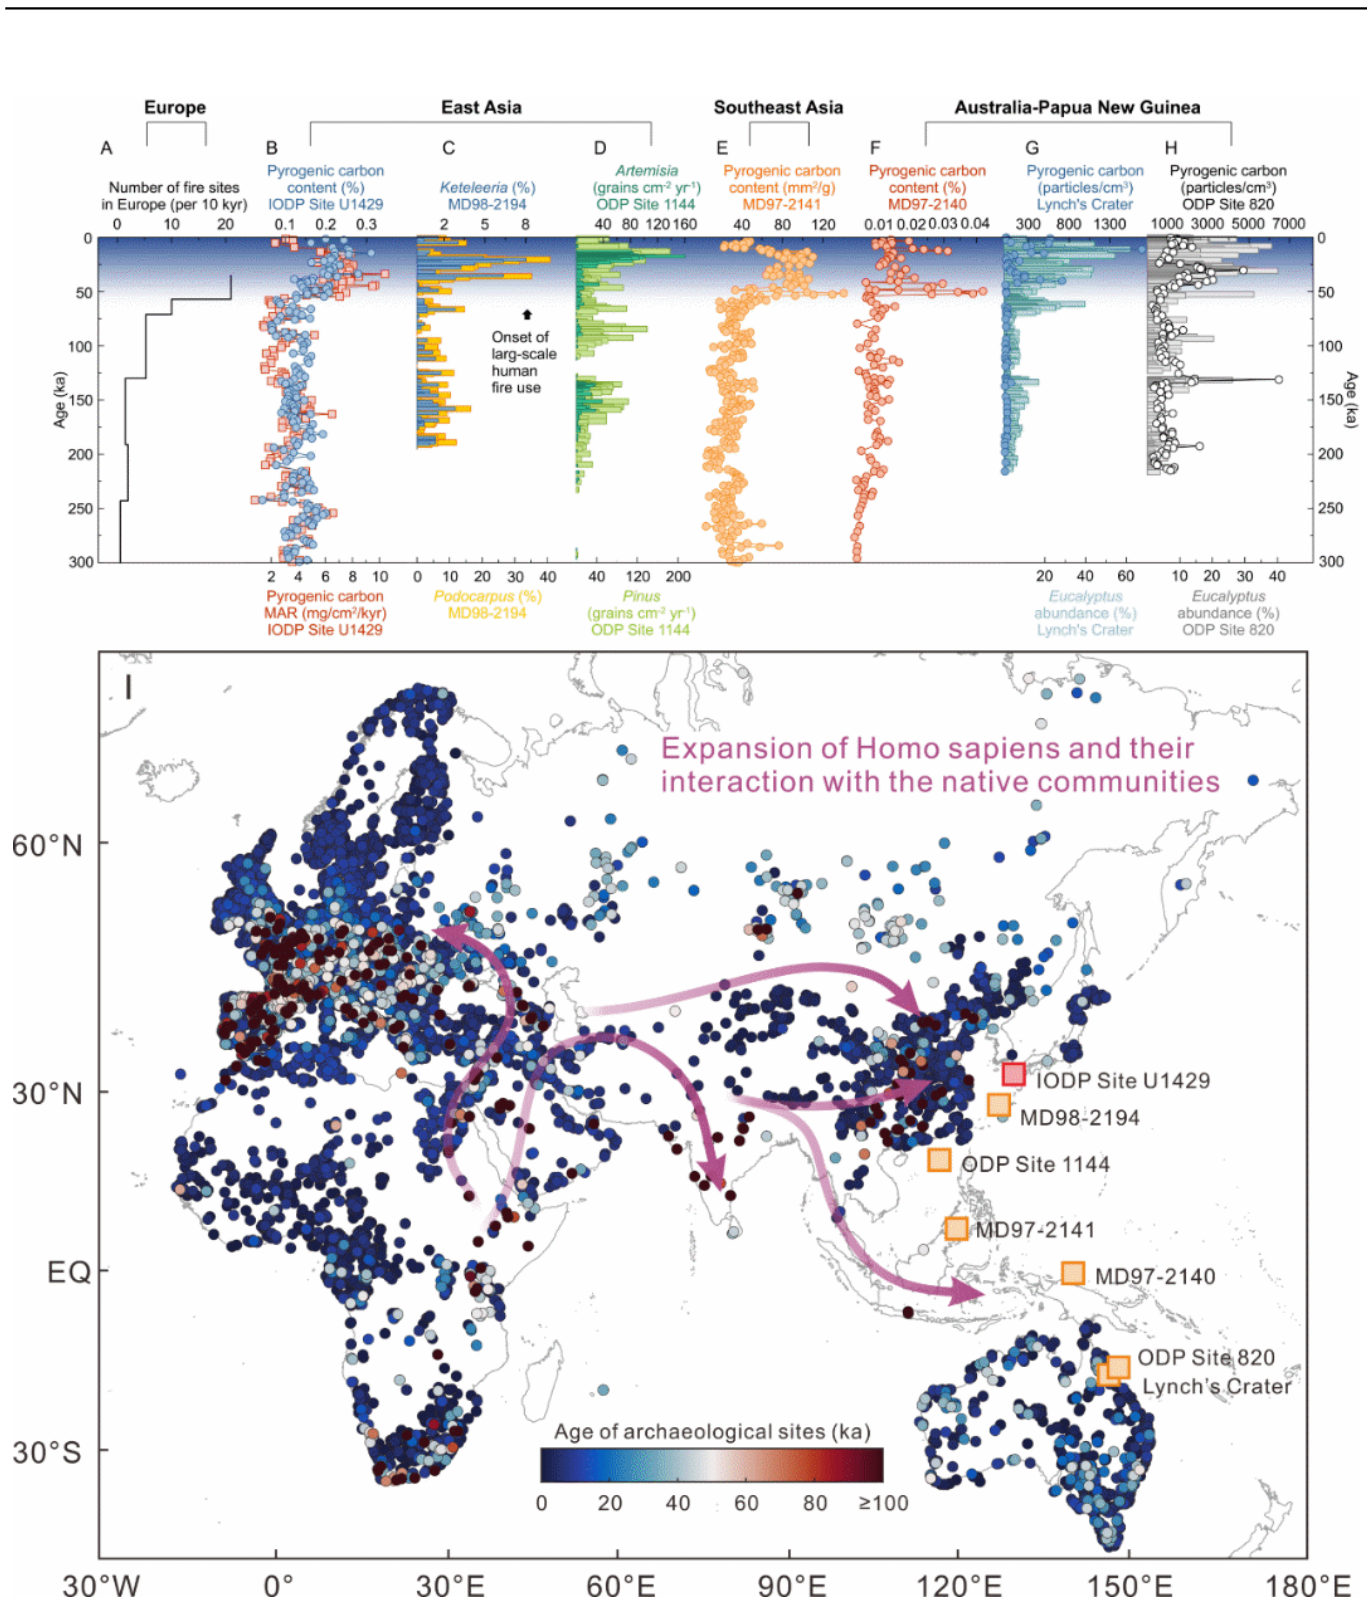 Europe
East Asia
Southeast Asia
Australia-Papua New Guinea
A
Number of fire sites
in Europe (per 10 kyr)
0 10 20
B
Pyrogenic carbon
content (%)
IODP Site U1429
0.1 0.2 0.3
C
Keteleeria (%)
MD98-2194
2 5 8
D
Artemisia
(grains cm-2 yr-1)
ODP Site 1144
40 80 120 160
E
Pyrogenic carbon
content (mm2/g)
MD97-2141
40 80 120
F
Pyrogenic carbon
content (%)
MD97-2140
0.01 0.02 0.03 0.04
G
Pyrogenic carbon
(particles/cm3)
Lynch's Crater
300 800 1300
H
Pyrogenic carbon
(particles/cm3)
ODP Site 820
1000 3000 5000 7000
Age (ka)
0
50
100
150
200
250
300
Onset of
larg-scale
human
fire use
0
50
100
150
200
250
300
Age (ka)
2 4 6 8 10
Pyrogenic carbon
MAR (mg/cm2/kyr)
IODP Site U1429
0 10 20 30 40
Podocarpus (%)
MD98-2194
40 120 200
Pinus
(grains cm-2 yr-1)
ODP Site 1144
20 40 60
Eucalyptus
abundance (%)
Lynch's Crater
10 20 30 40
Eucalyptus
abundance (%)
ODP Site 820
I
Expansion of Homo sapiens and their
interaction with the native communities
60°N
30°N
EQ
30°S
IODP Site U1429
MD98-2194
ODP Site 1144
MD97-2141
MD97-2140
ODP Site 820
Lynch's Crater
Age of archaeological sites (ka)
0 20 40 60 80 ≥100
30°W 0° 30°E 60°E 90°E 120°E 150°E 180°E